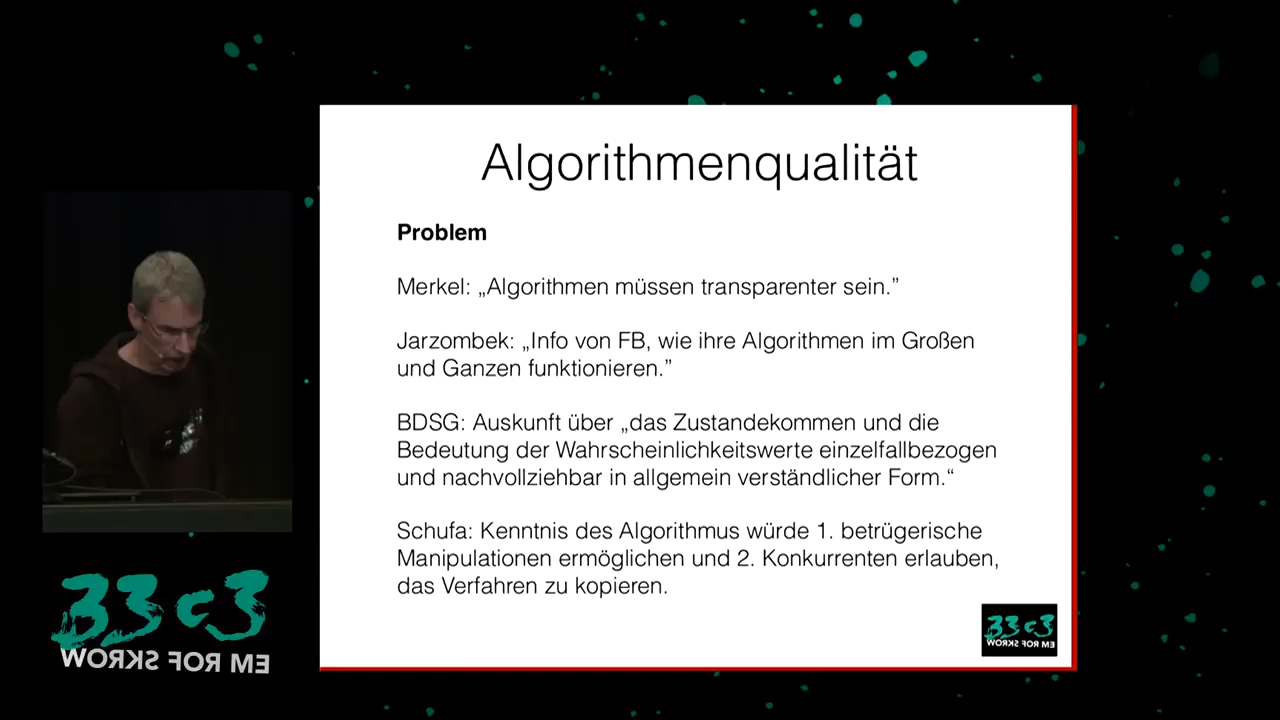 Algorithmenqualität
Problem
Merkel: „Algorithmen müssen transparenter sein.”
Jarzombek: „Info von FB, wie ihre Algorithmen im Großen
und Ganzen funktionieren.”
BDSG: Auskunft über „das Zustandekommen und die
Bedeutung der Wahrscheinlichkeitswerte einzelfallbezogen
und nachvollziehbar in allgemein verständlicher Form.“
Schufa: Kenntnis des Algorithmus würde 1. betrügerische
Manipulationen ermöglichen und 2. Konkurrenten erlauben,
das Verfahren zu kopieren.
33c3
WORKS FOR ME
33c3
WORKS FOR ME